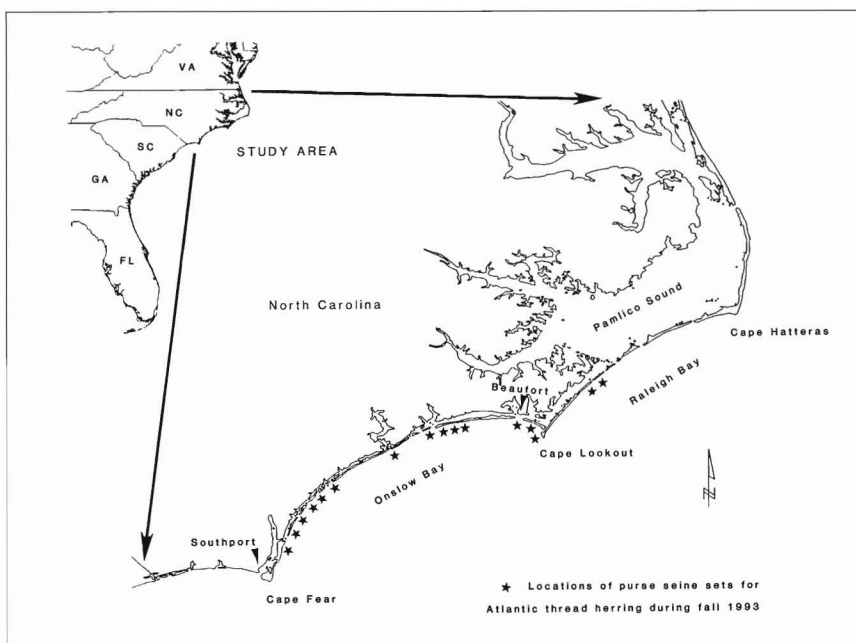 VA
NC
SC
STUDY AREA
GA
FL
North Carolina
Pamlico Sound
Cape Hatteras
Raleigh Bay
Beaufort
Cape Lookout
Onslow Bay
Southport
Cape Fear
N
★ Locations of purse seine sets for
Atlantic thread herring during fall 1993